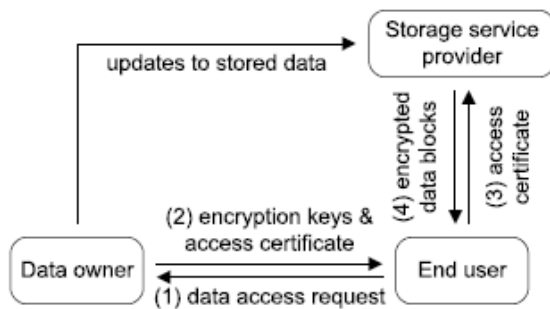 Storage service
provider
updates to stored data
(4) encrypted
data blocks
(3) access
certificate
(2) encryption keys &
access certificate
Data owner
End user
(1) data access request